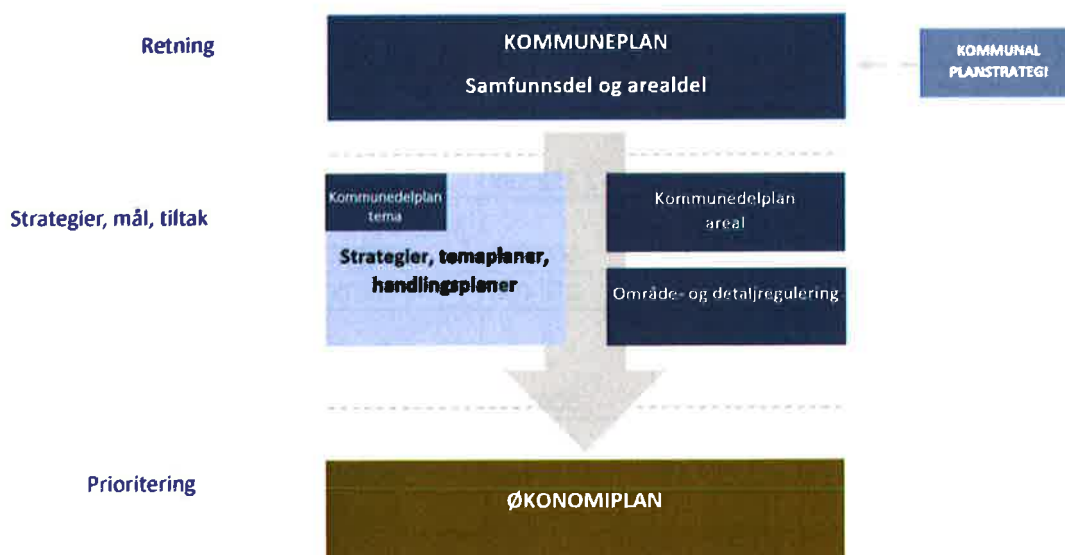 Retning
KOMMUNEPLAN
Samfunnsdel og arealdel
KOMMUNAL
PLANSTRATEGI
Strategier, mål, tiltak
Kommunedelplan
tema
Strategier, temaplaner,
handlingsplaner
Kommunedelplan
areal
Område- og detaljregulering
Prioritering
ØKONOMIPLAN